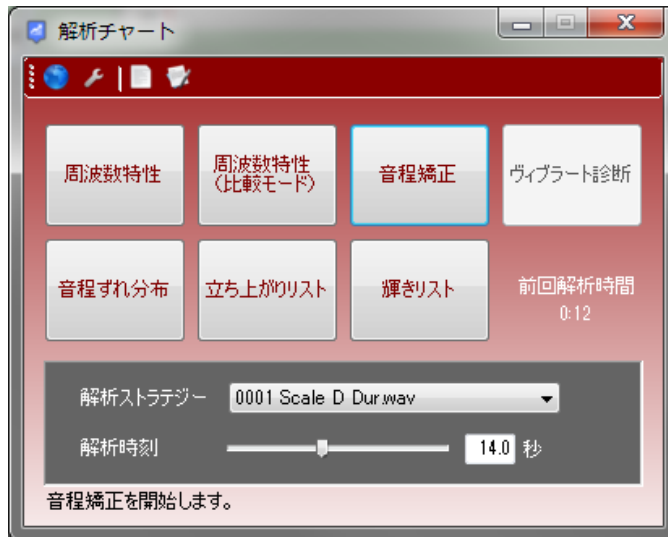 解析チャート
周波数特性
周波数特性
（比較モード）
音程矯正
ヴィブラート診断
音程ずれ分布
立ち上がりリスト
輝きリスト
前回解析時間
0:12
解析ストラテジー
0001 Scale D Dur.wav
解析時刻
14.0 秒
音程矯正を開始します。